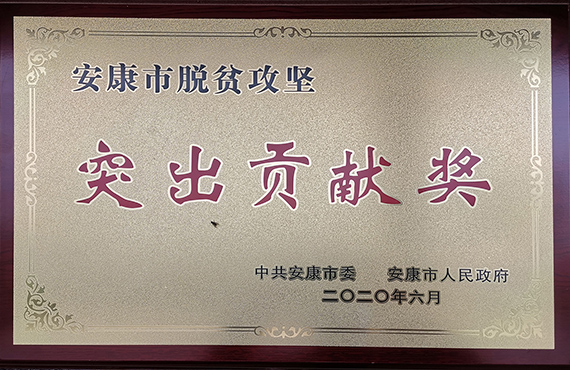 安康市脱贫攻坚
突出贡献奖
中共安康市委 安康市人民政府
二〇二〇年六月